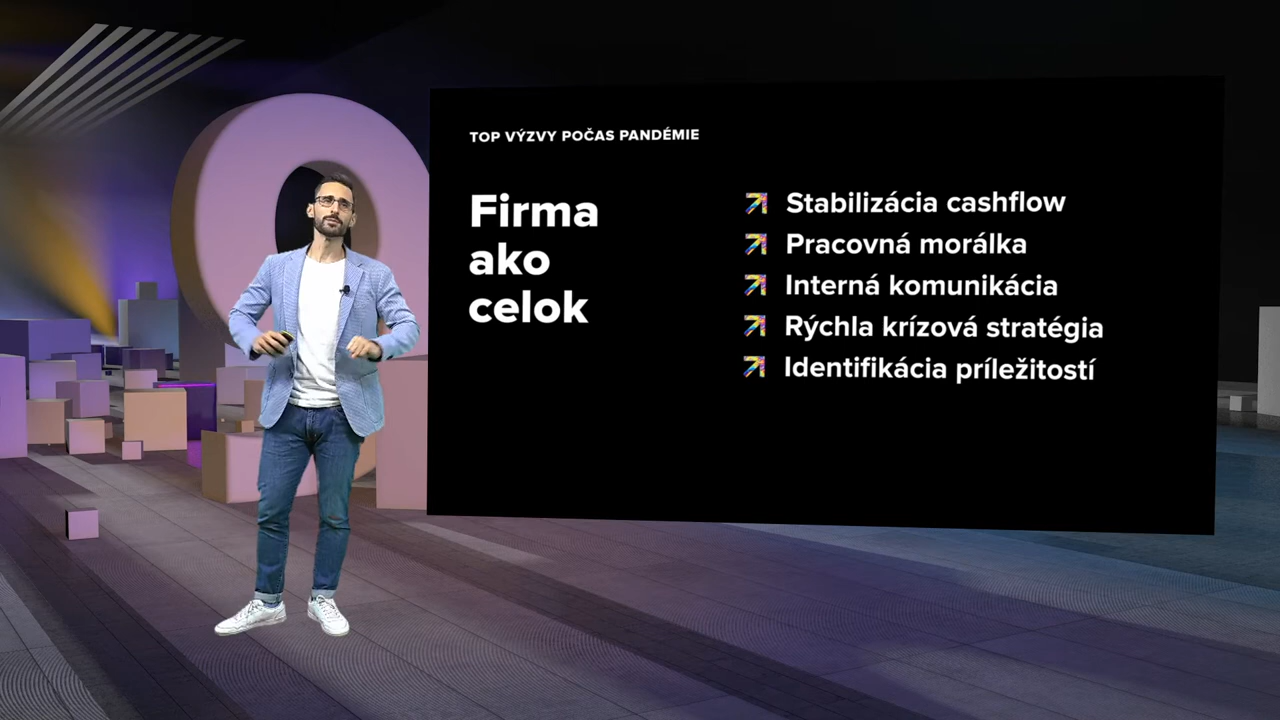 TOP VÝZVY POČAS PANDÉMIE
Firma
ako
celok
Stabilizácia cashflow
Pracovná morálka
Interná komunikácia
Rýchla krízová stratégia
Identifikácia príležitostí